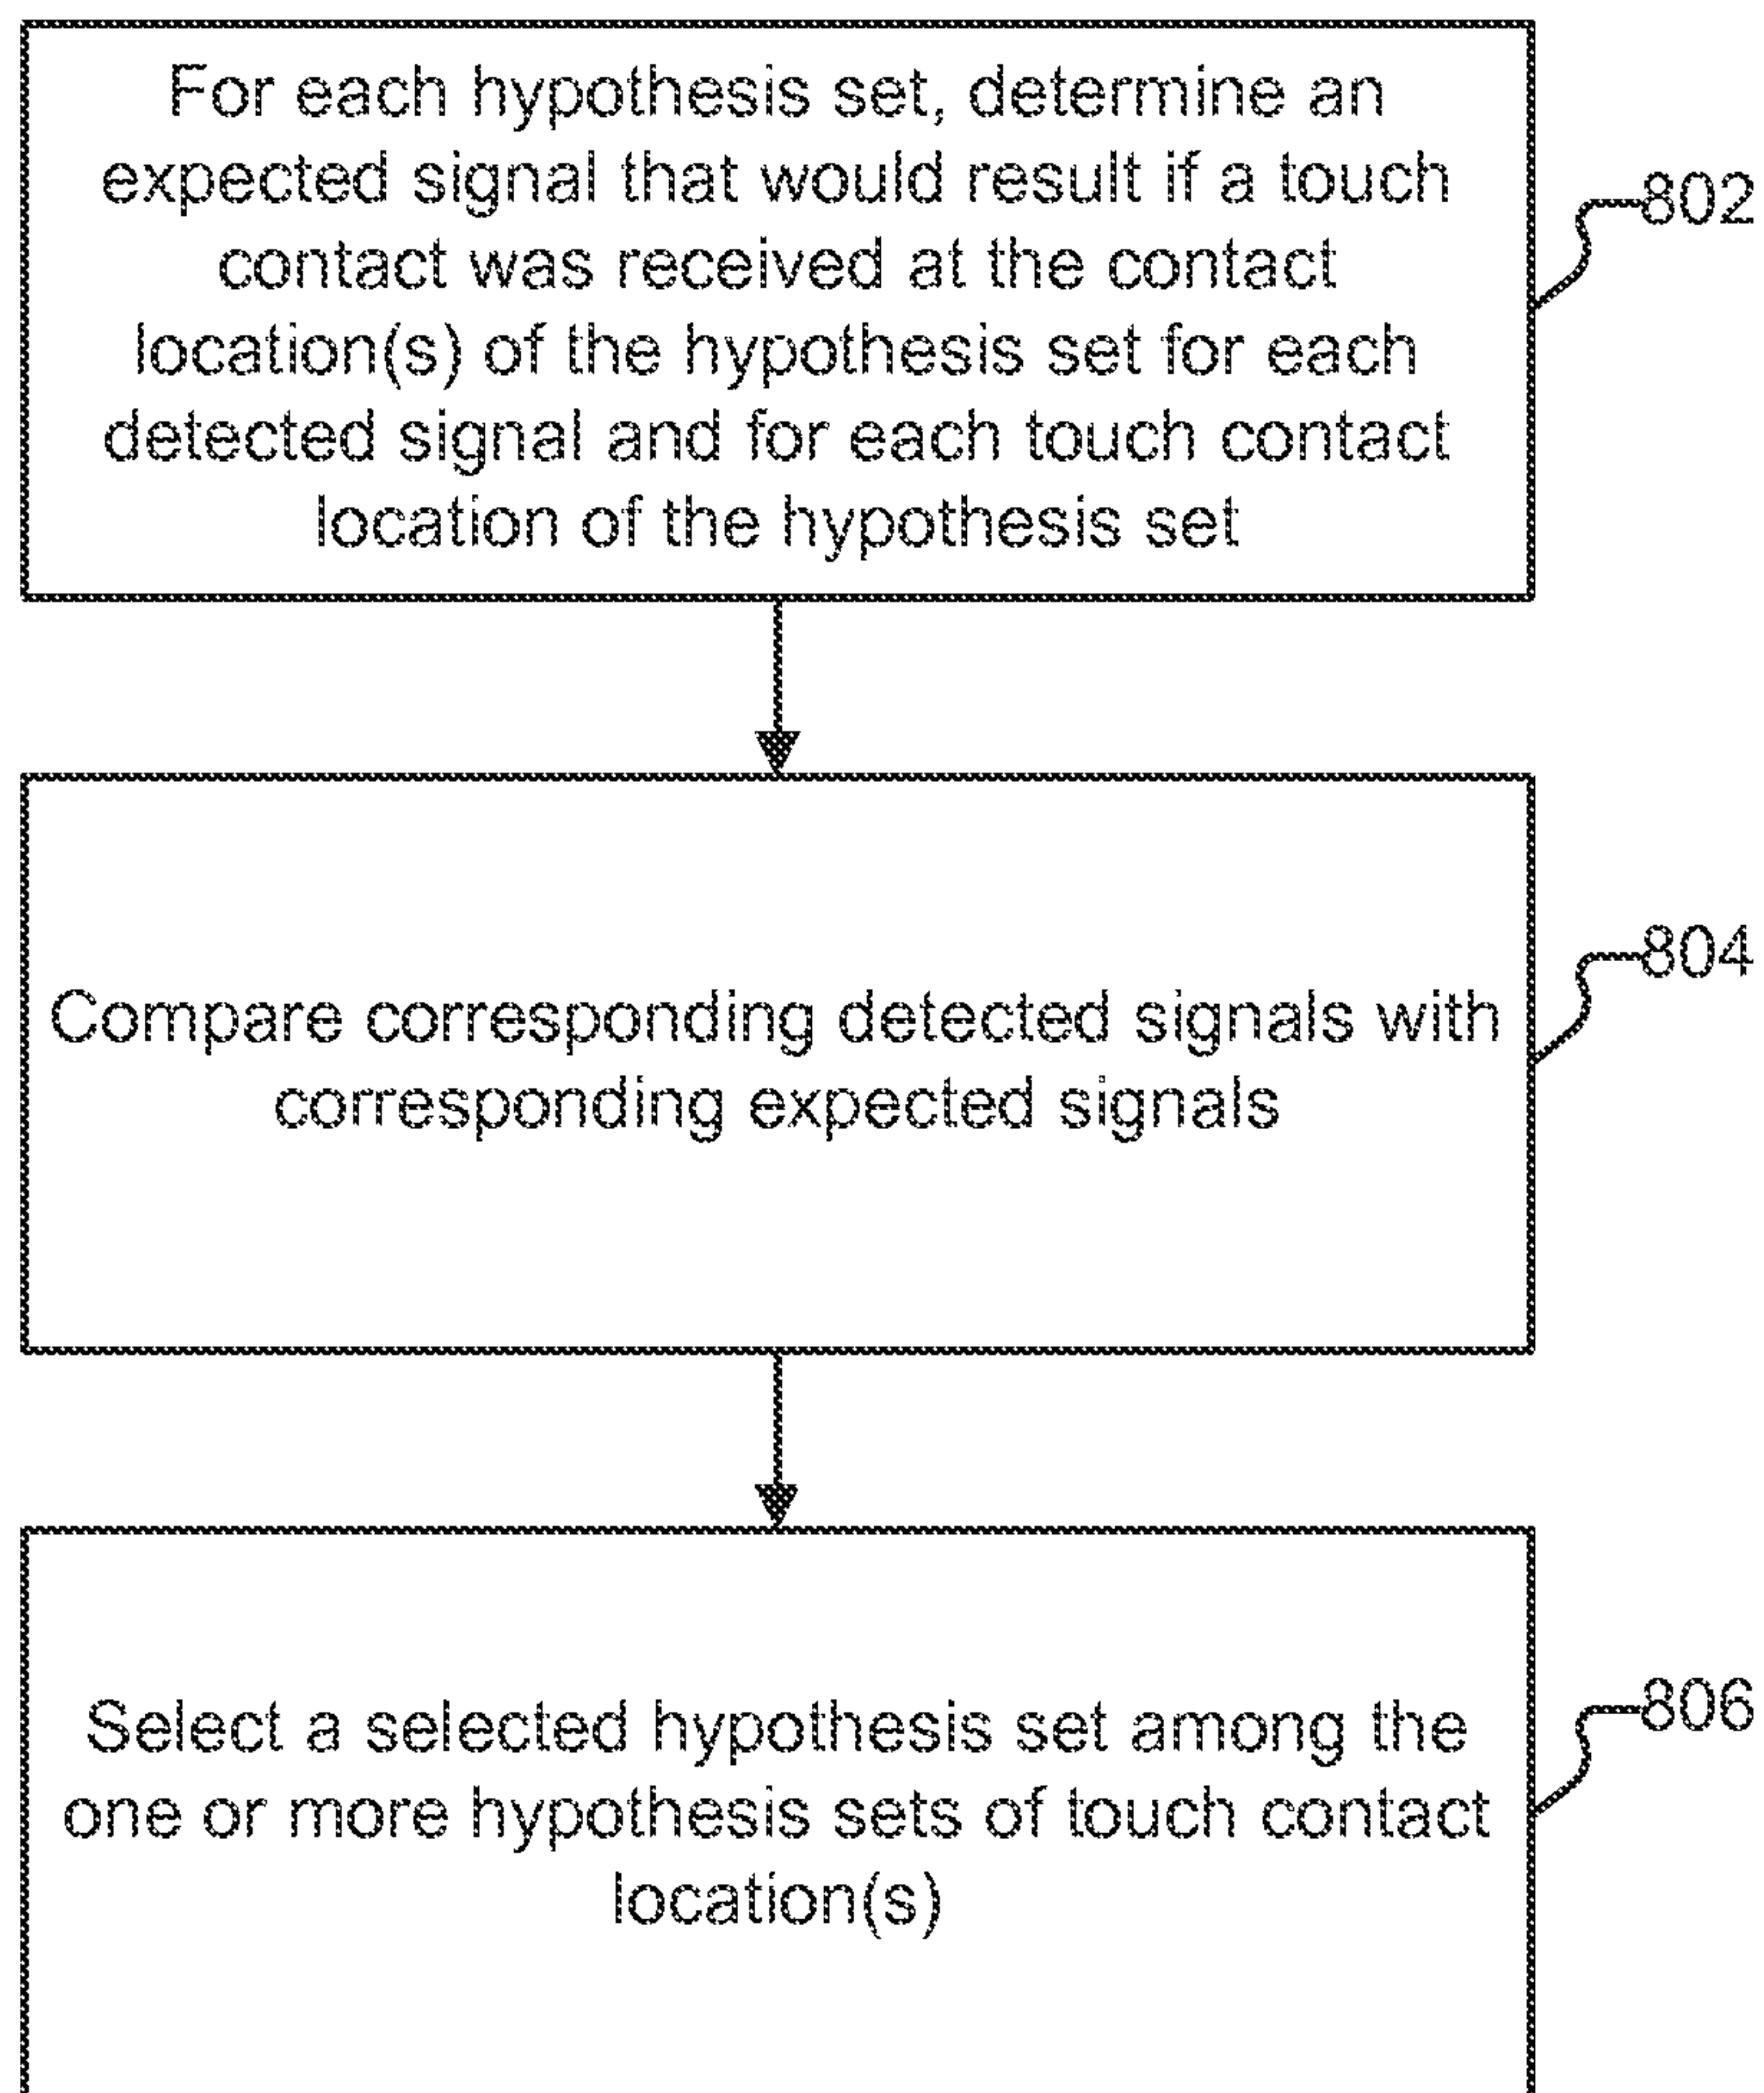 For each hypothesis set, determine an
expected signal that would result if a touch
contact was received at the contact
location(s) of the hypothesis set for each
detected signal and for each touch contact
location of the hypothesis set
802
Compare corresponding detected signals with
corresponding expected signals
804
Select a selected hypothesis set among the
one or more hypothesis sets of touch contact
location(s)
806